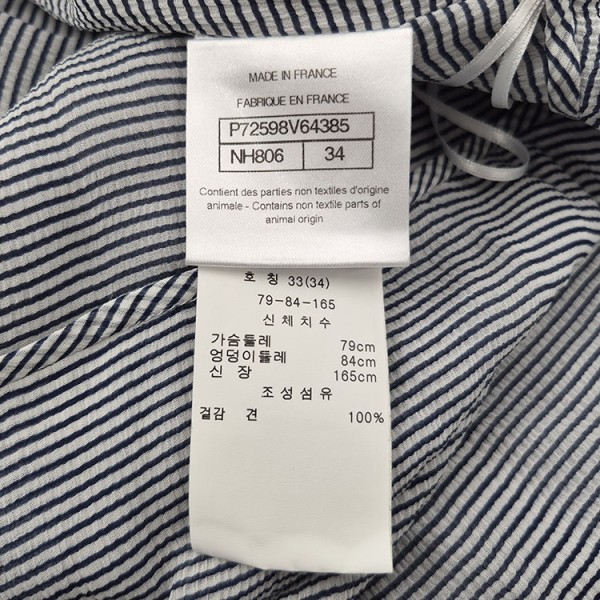 MADE IN FRANCE
FABRIQUE EN FRANCE
P72598V64385
NH806 34
Contient des parties non textiles d'origine
animale - Contains non textile parts of
animal origin
호 칭 33(34)
79-84-165
신체치수
가슴둘레 79cm
엉덩이둘레 84cm
신 장 165cm
조성섬유
겉감 견 100%